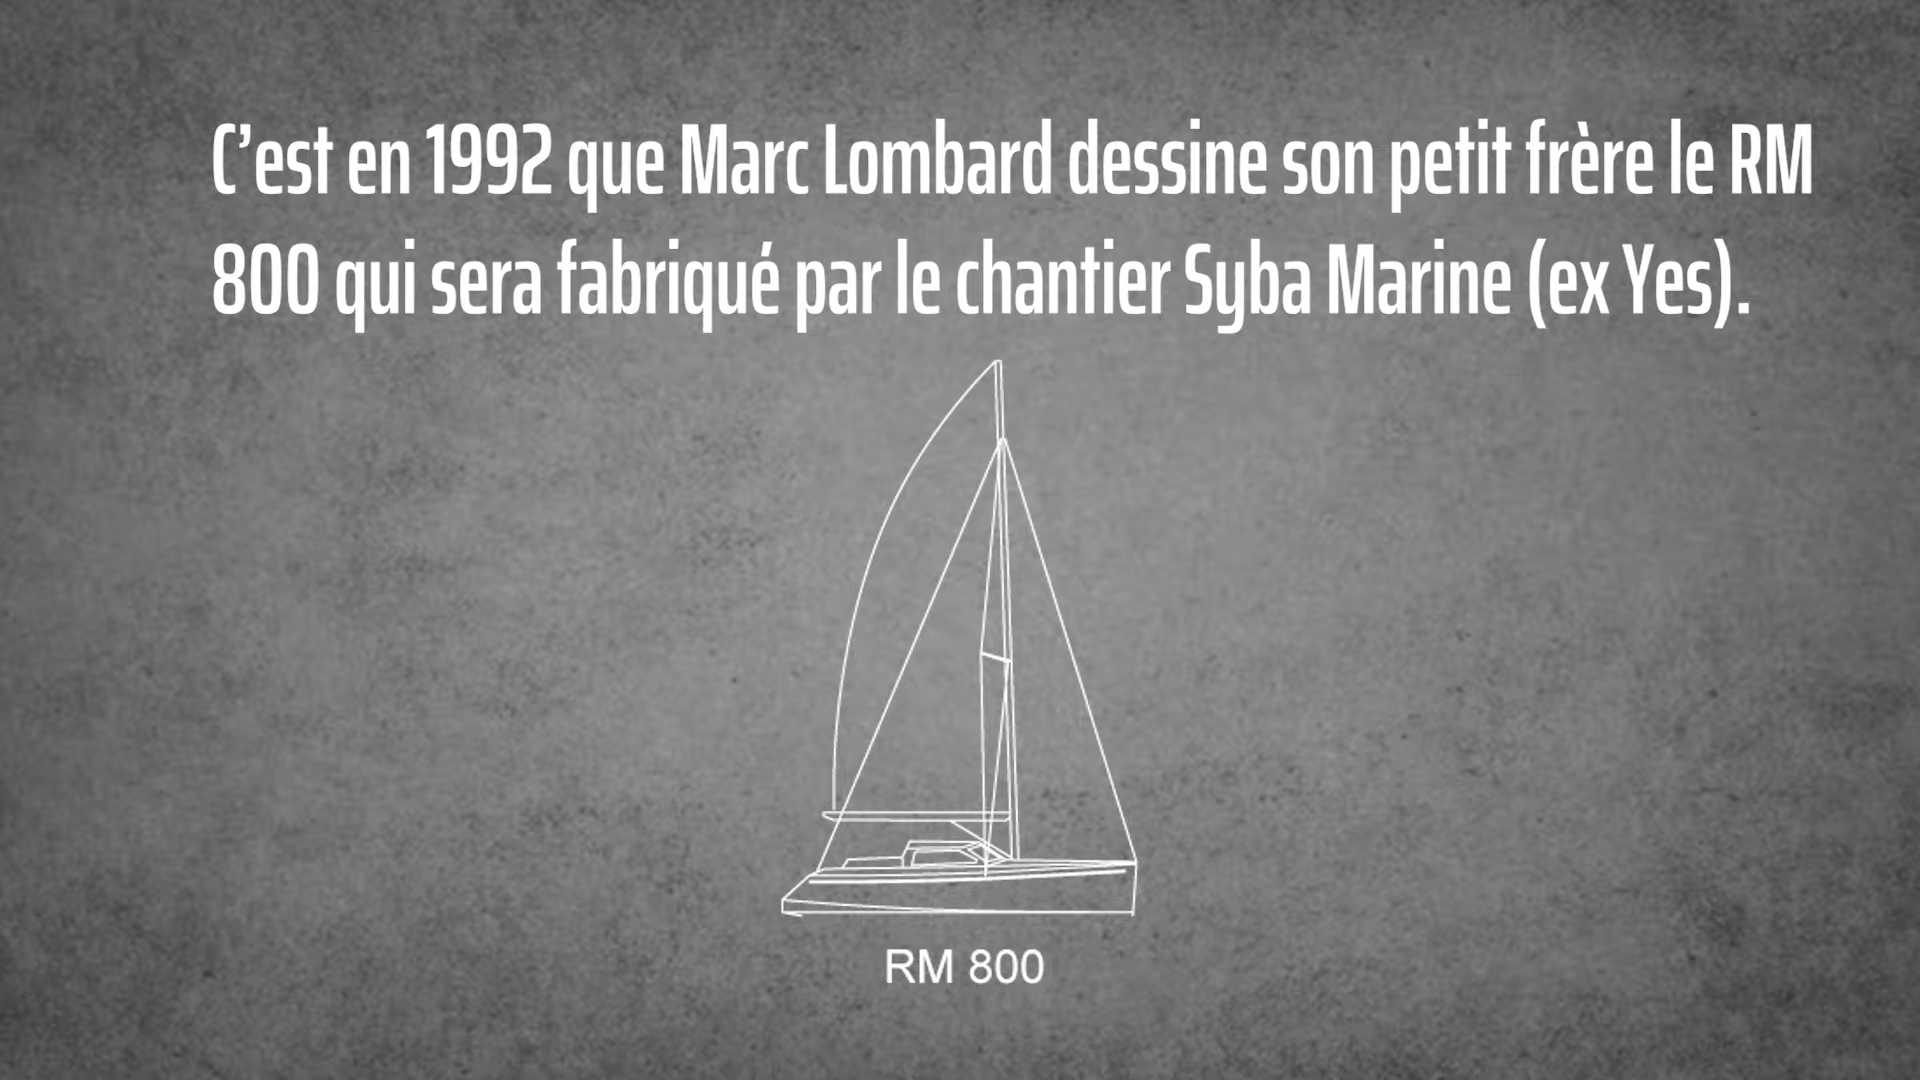 C’est en 1992 que Marc Lombard dessine son petit frère le RM
800 qui sera fabriqué par le chantier Syba Marine (ex Yes).
RM 800